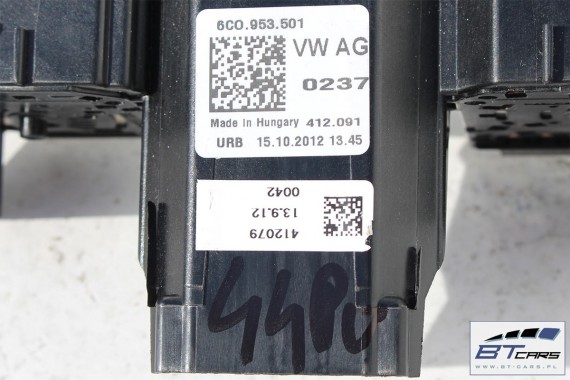 6C0.953.501
VW AG
0237
Made in Hungary 412.091
URB 15.10.2012 13.45
0042
13.9.12
412079
BT CARS
WWW.BT-CARS.PL